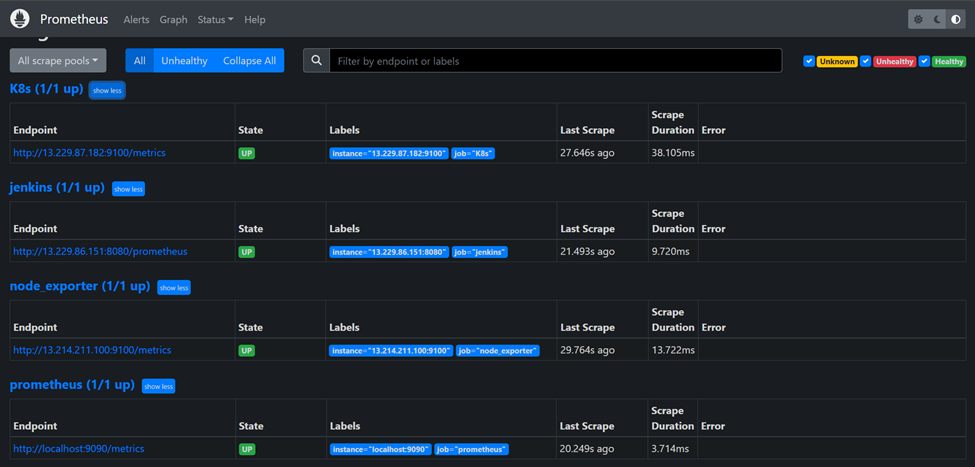 Prometheus Alerts Graph Status Help
All scrape pools All Unhealthy Collapse All Filter by endpoint or labels Unknown Unhealthy Healthy
K8s (1/1 up) show less
Endpoint State Labels Last Scrape Scrape Duration Error
http://13.229.87.182:9100/metrics UP instance="13.229.87.182:9100" job="K8s" 27.646s ago 38.105ms
jenkins (1/1 up) show less
Endpoint State Labels Last Scrape Scrape Duration Error
http://13.229.86.151:8080/prometheus UP instance="13.229.86.151:8080" job="jenkins" 21.493s ago 9.720ms
node_exporter (1/1 up) show less
Endpoint State Labels Last Scrape Scrape Duration Error
http://13.214.211.100:9100/metrics UP instance="13.214.211.100:9100" job="node_exporter" 29.764s ago 13.722ms
prometheus (1/1 up) show less
Endpoint State Labels Last Scrape Scrape Duration Error
http://localhost:9090/metrics UP instance="localhost:9090" job="prometheus" 20.249s ago 3.714ms